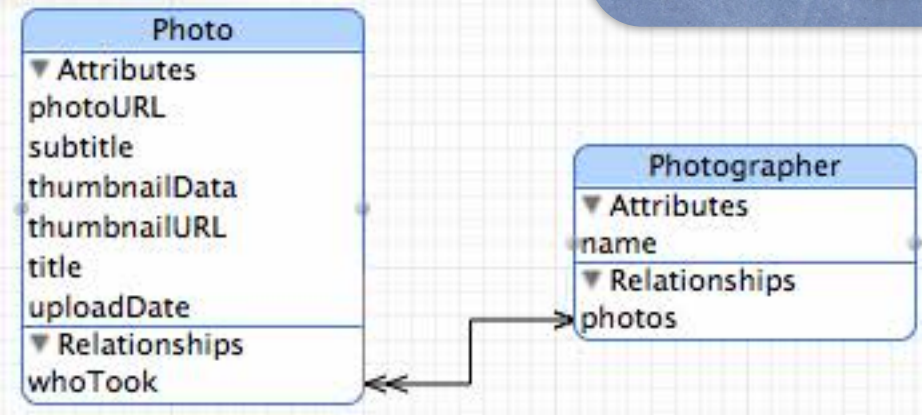 Photo
Attributes
photoURL
subtitle
thumbnailData
thumbnailURL
title
uploadDate
Relationships
whoTook
Photographer
Attributes
name
Relationships
photos